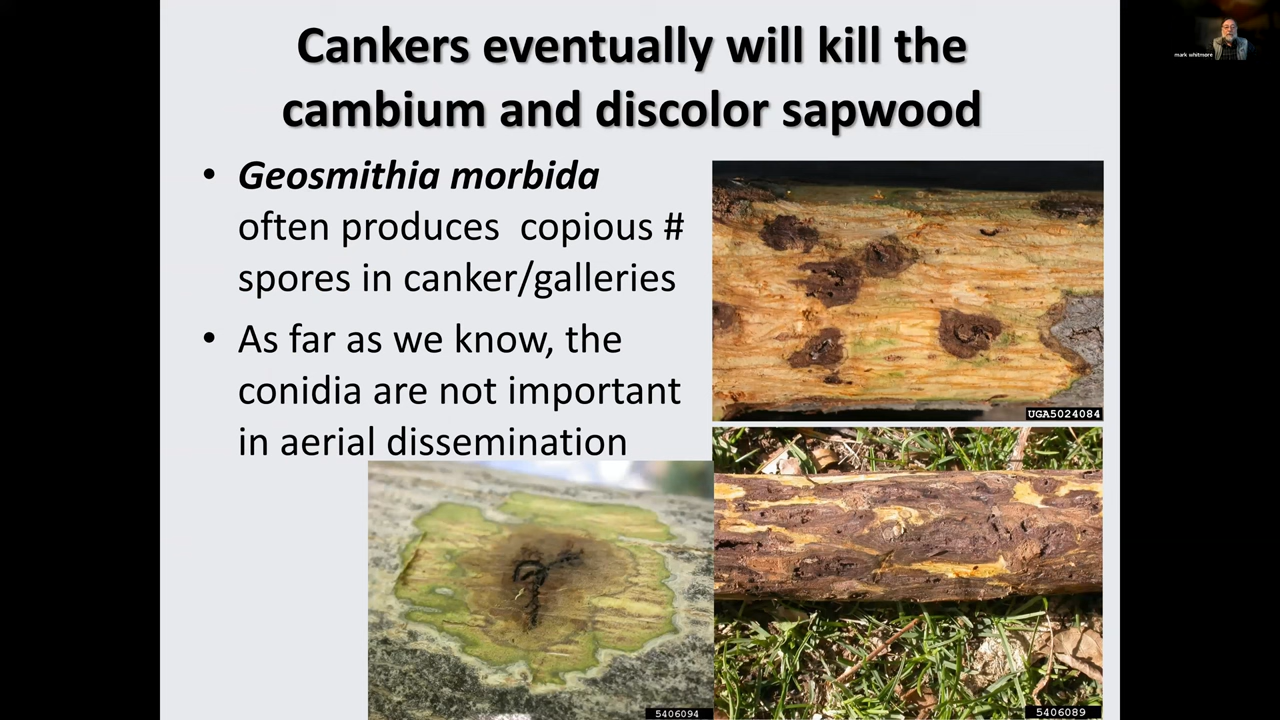 Cankers eventually will kill the
cambium and discolor sapwood
• Geosmithia morbida
often produces copious #
spores in canker/galleries
• As far as we know, the
conidia are not important
in aerial dissemination
UGA5024084
5406094
5406089
mark whitmore